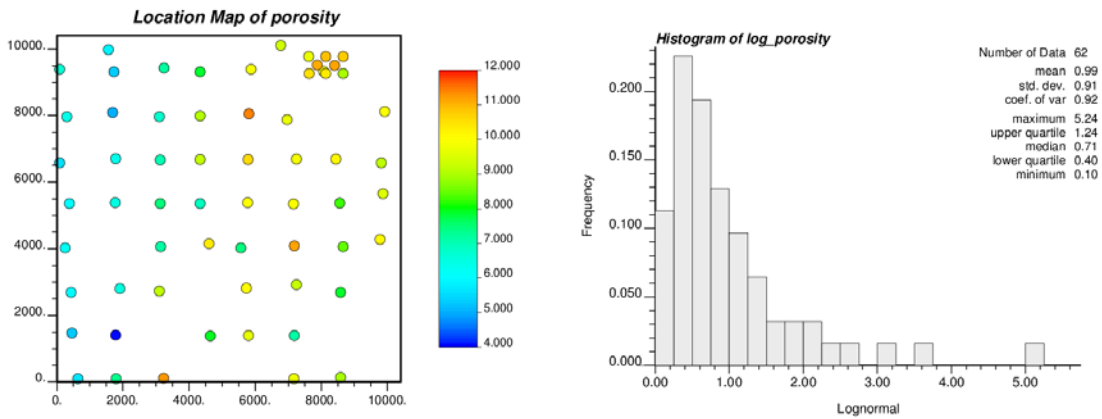 Location Map of porosity
10000.
8000.
6000.
4000.
2000.
0.
0.
2000.
4000.
6000.
8000.
10000.
12.000
11.000
10.000
9.000
8.000
7.000
6.000
5.000
4.000
Histogram of log_porosity
Number of Data 62
mean 0.99
std. dev. 0.91
coef. of var 0.92
maximum 5.24
upper quartile 1.24
median 0.71
lower quartile 0.40
minimum 0.10
Frequency
0.200
0.150
0.100
0.050
0.000
0.00
1.00
2.00
3.00
4.00
5.00
Lognormal